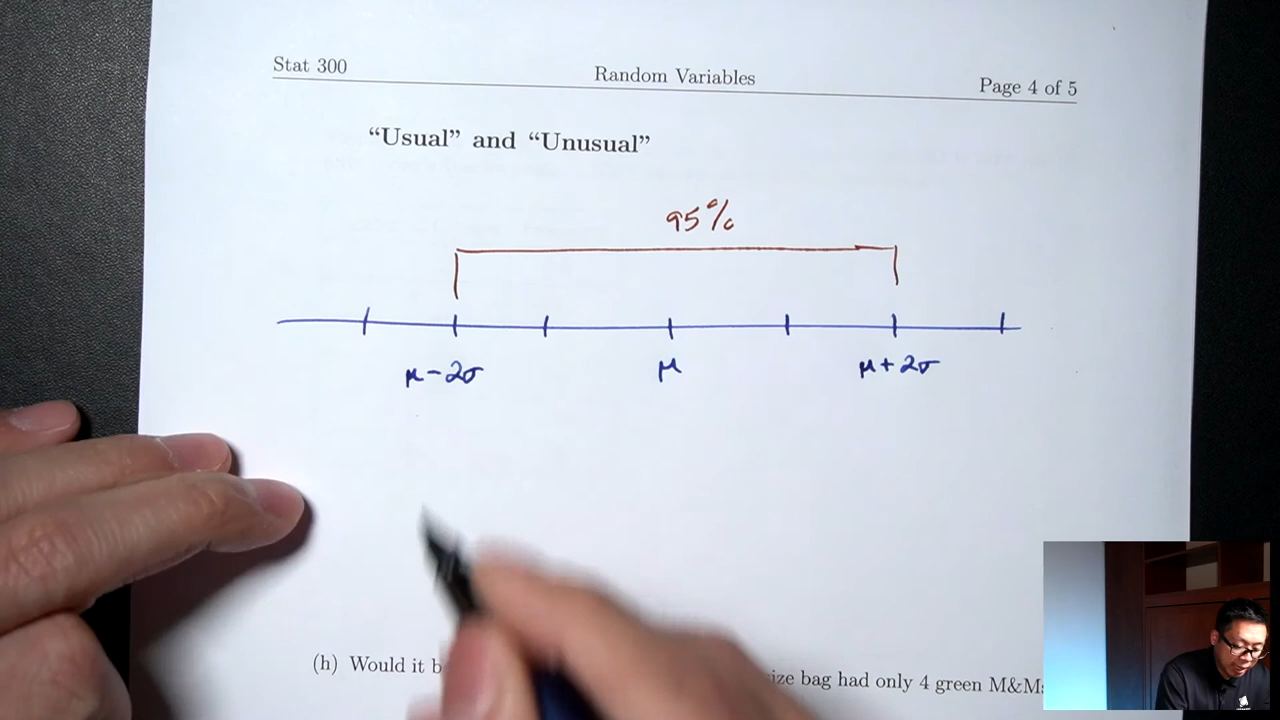 Stat 300 Random Variables Page 4 of 5
“Usual” and “Unusual”
95%
μ-2σ μ μ+2σ
(h) Would it ize bag had only 4 green M&Ms